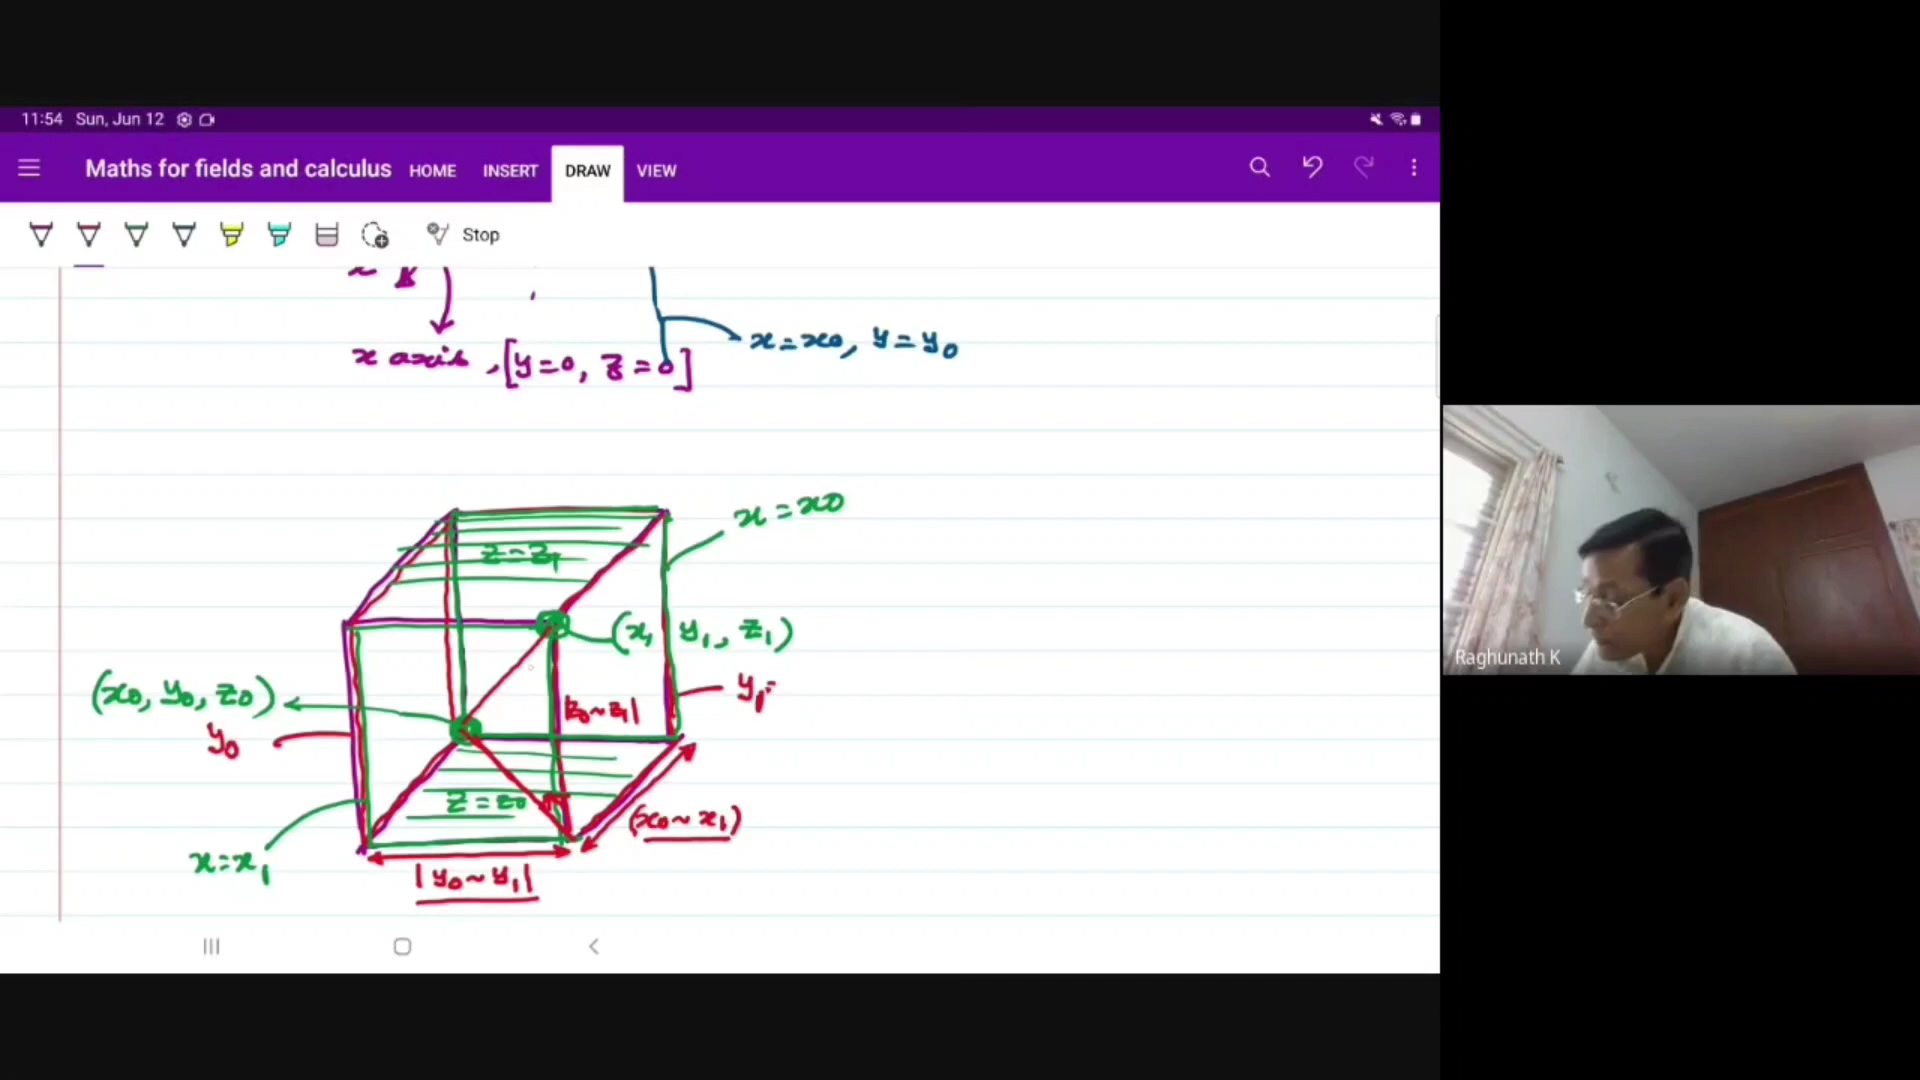 11:54 Sun, Jun 12
Maths for fields and calculus HOME INSERT DRAW VIEW
Stop
x
x axis, [y=0, z=0]
x=x0, y=y0
x=x0
z=z1
(x1 y1, z1)
(x0, y0, z0)
y0
|z0~z1|
y1=
z=z0
(x0~x1)
x=x1
|y0~y1|
Raghunath K